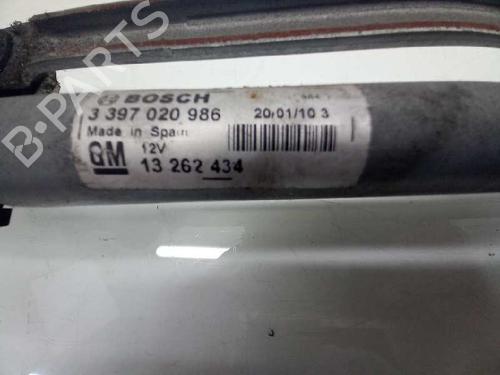 BOSCH
3 397 020 986
20/01/10 3
Made in Spain
12V
GM
13 262 434
B-PARTS